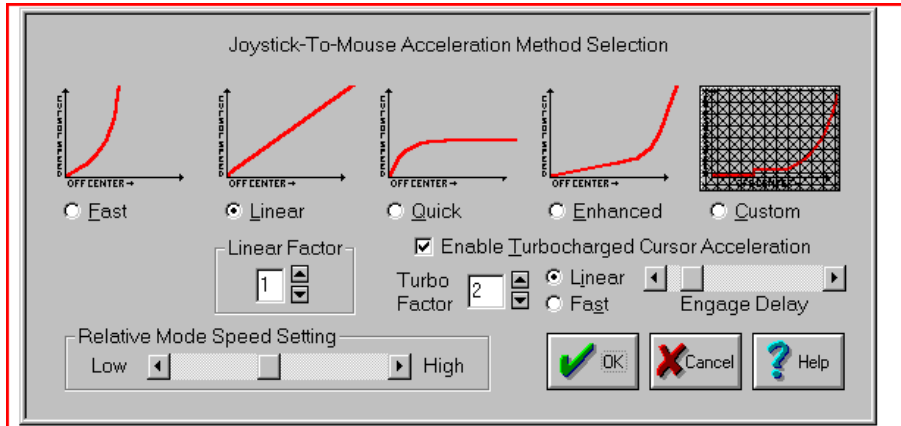 Joystick-To-Mouse Acceleration Method Selection
CURSOR SPEED
OFF CENTER→
CURSOR SPEED
OFF CENTER→
CURSOR SPEED
OFF CENTER→
CURSOR SPEED
OFF CENTER→
Fast
Linear
Quick
Enhanced
Custom
Linear Factor
1
Enable Turbocharged Cursor Acceleration
Turbo Factor
2
Linear
Fast
Engage Delay
Relative Mode Speed Setting
Low
High
OK
Cancel
Help